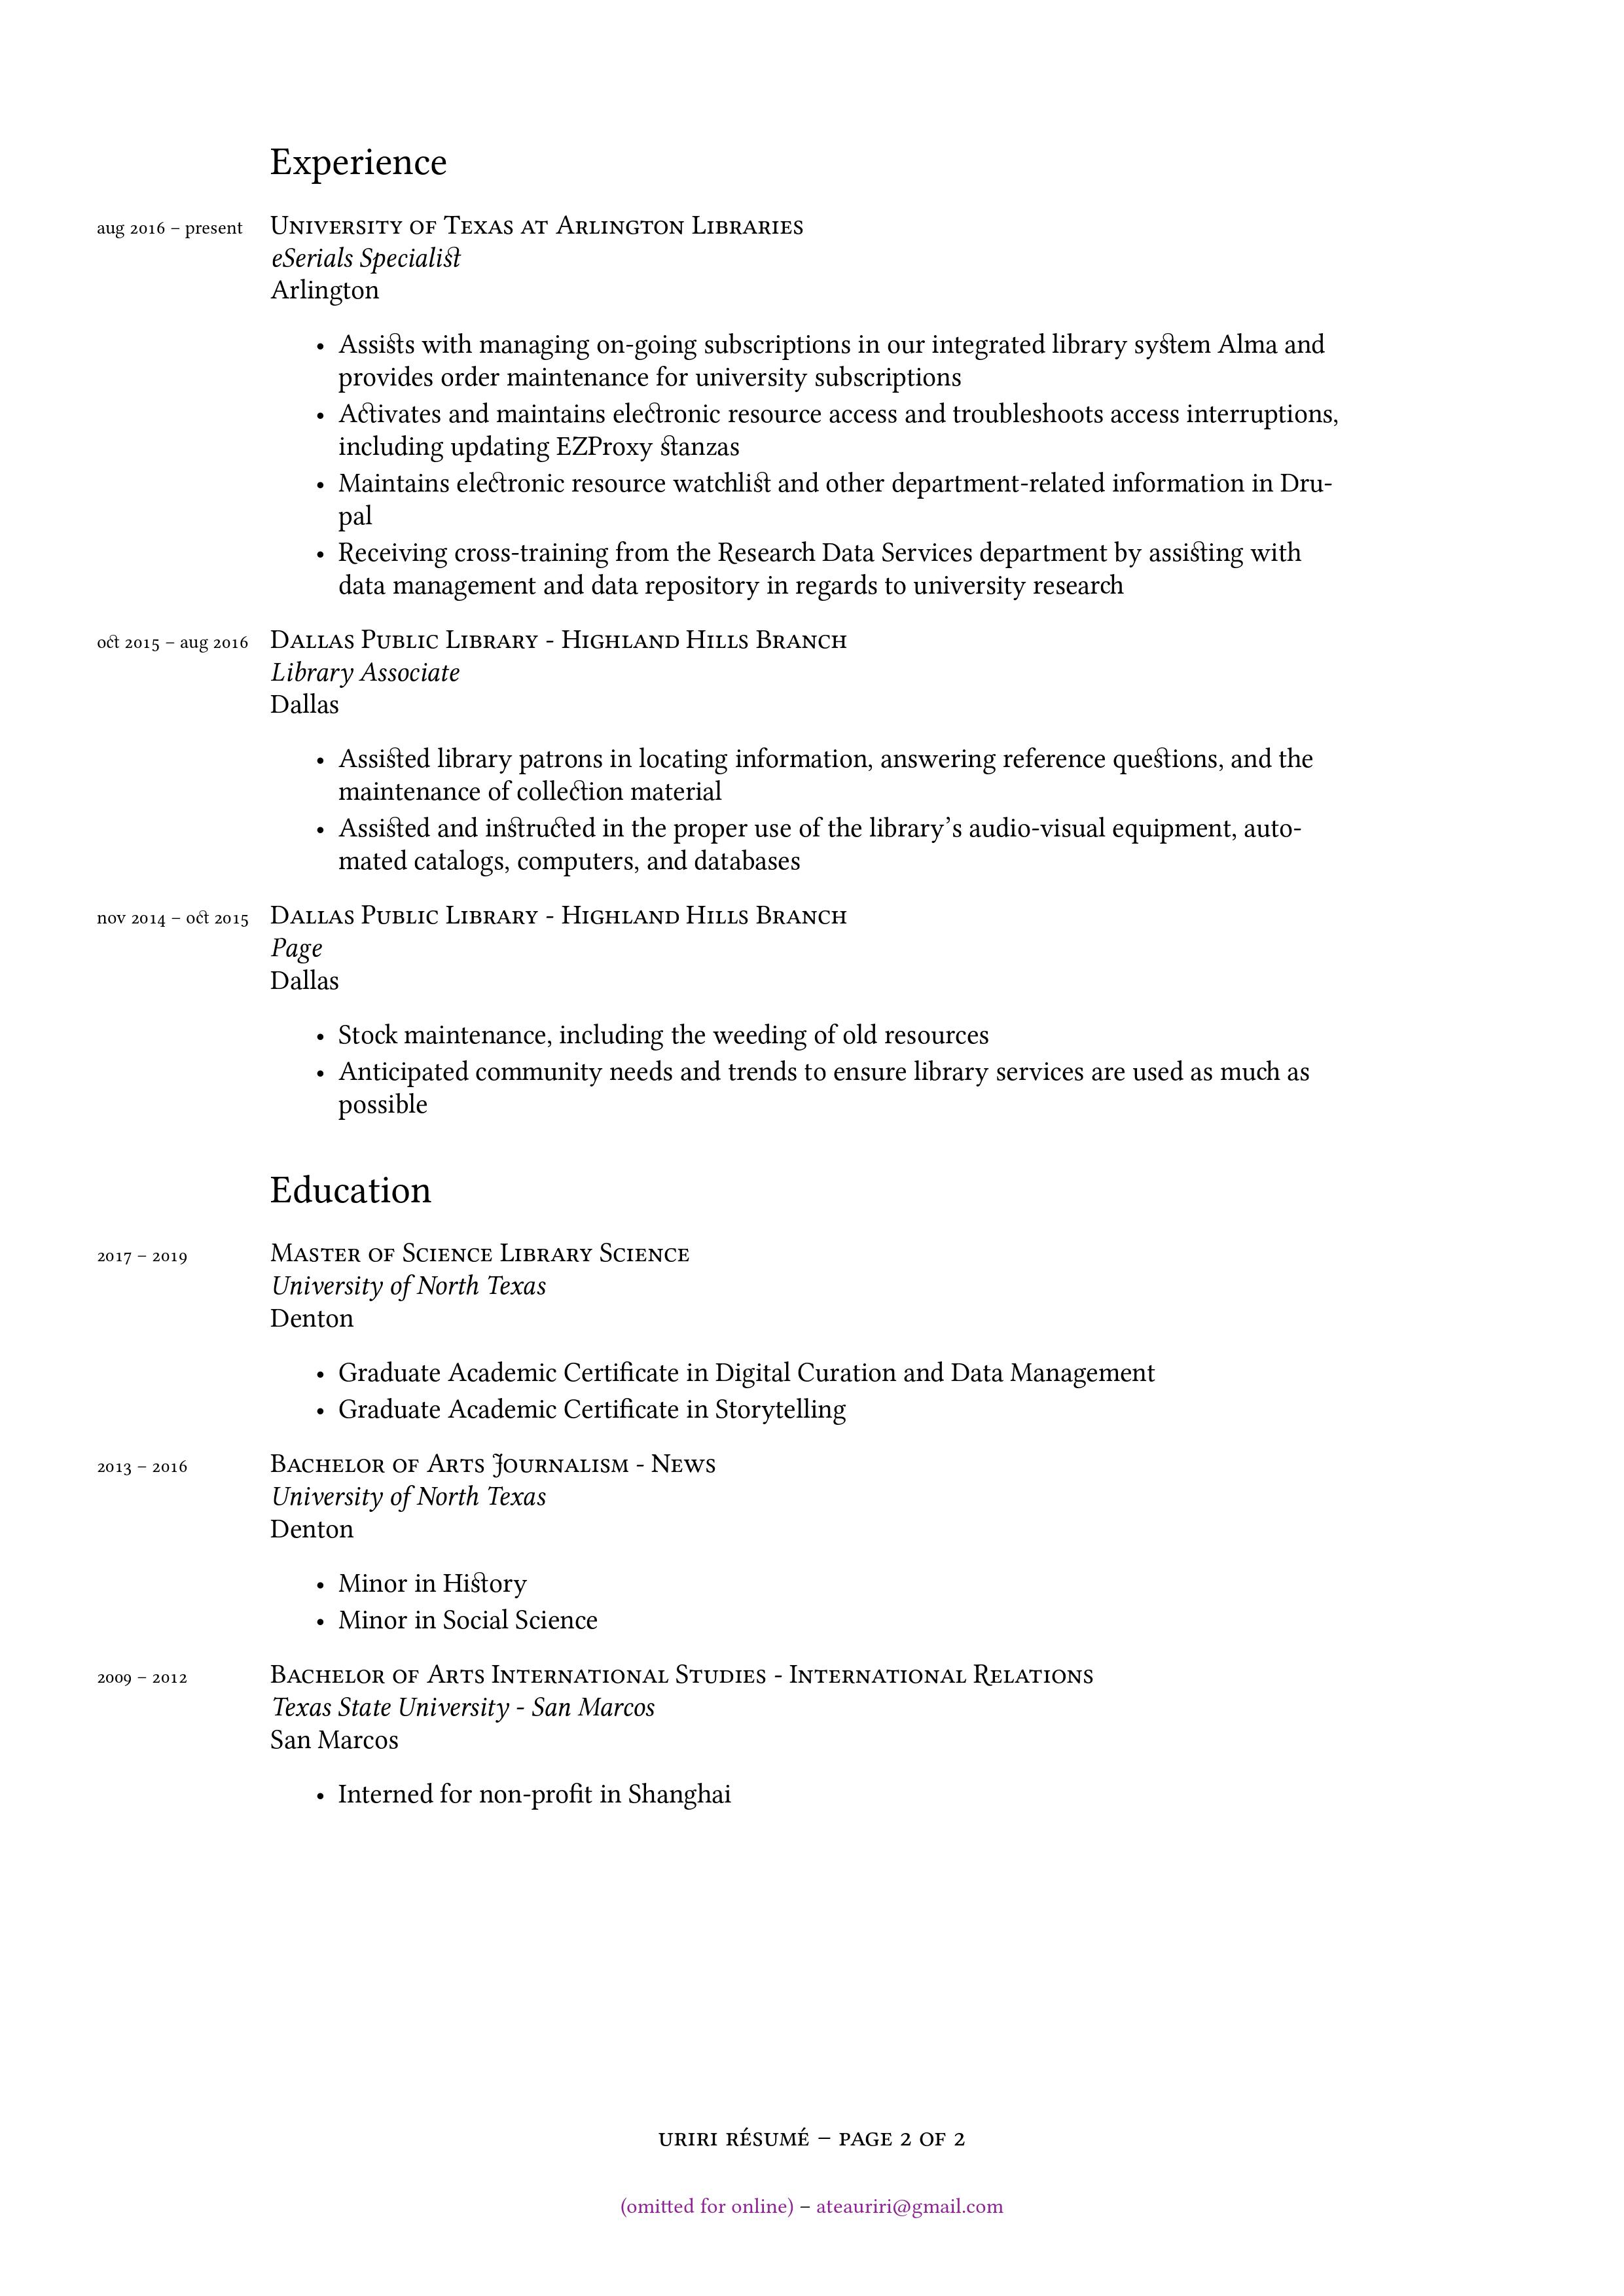 Experience
aug 2016 – present University of Texas at Arlington Libraries
eSerials Specialist
Arlington
• Assists with managing on-going subscriptions in our integrated library system Alma and
provides order maintenance for university subscriptions
• Activates and maintains electronic resource access and troubleshoots access interruptions,
including updating EZProxy stanzas
• Maintains electronic resource watchlist and other department-related information in Dru-
pal
• Receiving cross-training from the Research Data Services department by assisting with
data management and data repository in regards to university research
oct 2015 – aug 2016 Dallas Public Library - Highland Hills Branch
Library Associate
Dallas
• Assisted library patrons in locating information, answering reference questions, and the
maintenance of collection material
• Assisted and instructed in the proper use of the library’s audio-visual equipment, auto-
mated catalogs, computers, and databases
nov 2014 – oct 2015 Dallas Public Library - Highland Hills Branch
Page
Dallas
• Stock maintenance, including the weeding of old resources
• Anticipated community needs and trends to ensure library services are used as much as
possible
Education
2017 – 2019 Master of Science Library Science
University of North Texas
Denton
• Graduate Academic Certificate in Digital Curation and Data Management
• Graduate Academic Certificate in Storytelling
2013 – 2016 Bachelor of Arts Journalism - News
University of North Texas
Denton
• Minor in History
• Minor in Social Science
2009 – 2012 Bachelor of Arts International Studies - International Relations
Texas State University - San Marcos
San Marcos
• Interned for non-profit in Shanghai
uriri résumé – page 2 of 2
(omitted for online) – ateauriri@gmail.com